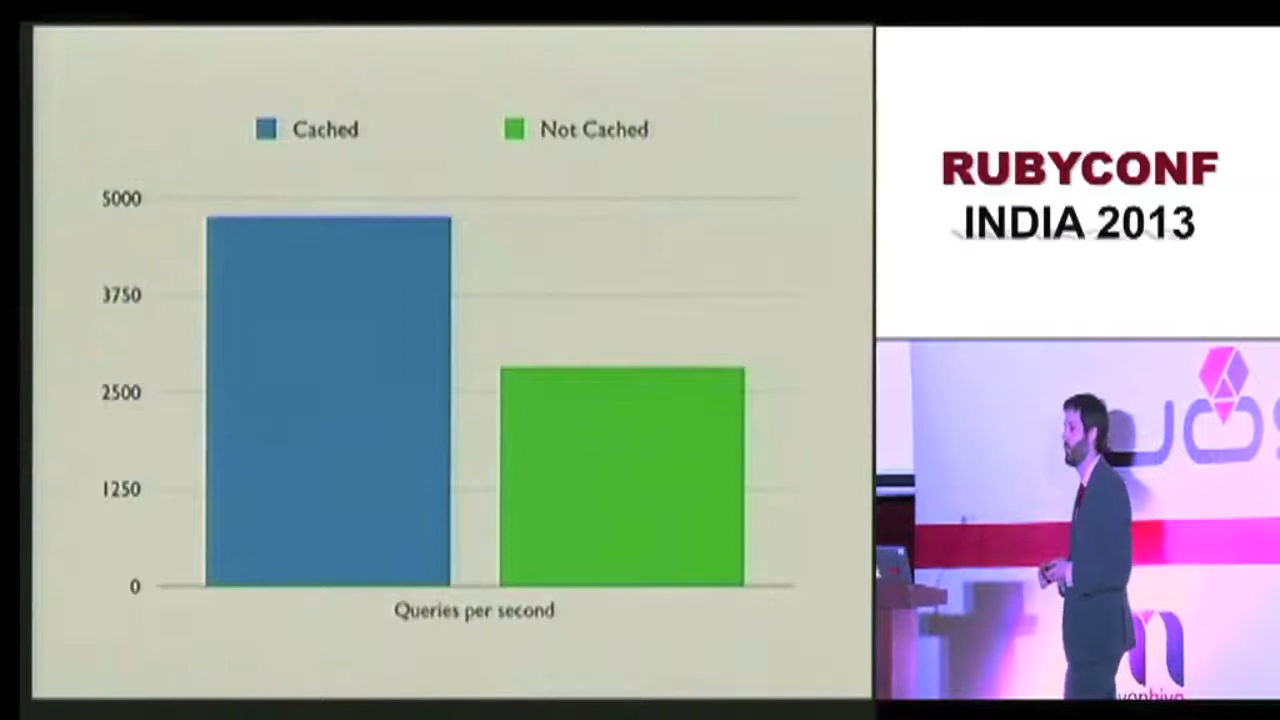 Cached
Not Cached
5000
3750
2500
1250
0
Queries per second
RUBYCONF
INDIA 2013